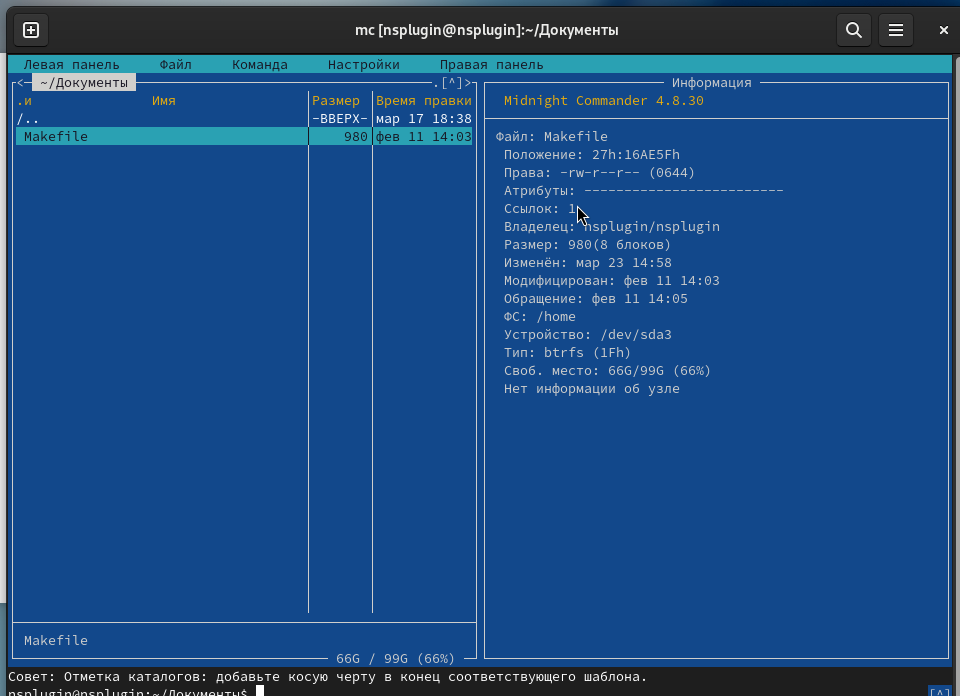 mc [nsplugin@nsplugin]:~/Документы
Левая панель Файл Команда Настройки Правая панель
<─ ~/Документы .[^]>
.и Имя Размер Время правки
/.. -ВВЕРХ- мар 17 18:38
Makefile 980 фев 11 14:03
Makefile
66G / 99G (66%)
Информация
Midnight Commander 4.8.30
Файл: Makefile
Положение: 27h:16AE5Fh
Права: -rw-r--r-- (0644)
Атрибуты: -------------------------
Ссылок: 1
Владелец: nsplugin/nsplugin
Размер: 980(8 блоков)
Изменён: мар 23 14:58
Модифицирован: фев 11 14:03
Обращение: фев 11 14:05
ФС: /home
Устройство: /dev/sda3
Тип: btrfs (1Fh)
Своб. место: 66G/99G (66%)
Нет информации об узле
Совет: Отметка каталогов: добавьте косую черту в конец соответствующего шаблона.
nsplugin@nsplugin:~/Документы$ [^]